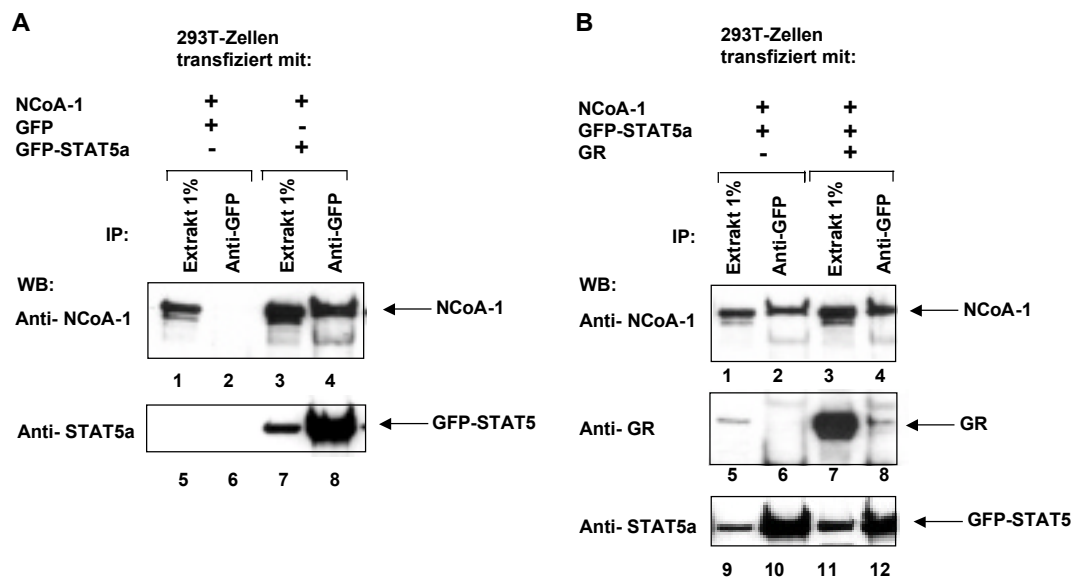 A
293T-Zellen
transfiziert mit:
NCoA-1 + +
GFP + -
GFP-STAT5a - +
IP:
Extrakt 1%
Anti-GFP
Extrakt 1%
Anti-GFP
WB:
Anti- NCoA-1
NCoA-1
1 2 3 4
Anti- STAT5a
GFP-STAT5
5 6 7 8
B
293T-Zellen
transfiziert mit:
NCoA-1 + +
GFP-STAT5a + +
GR - +
IP:
Extrakt 1%
Anti-GFP
Extrakt 1%
Anti-GFP
WB:
Anti- NCoA-1
NCoA-1
1 2 3 4
Anti- GR
GR
5 6 7 8
Anti- STAT5a
GFP-STAT5
9 10 11 12